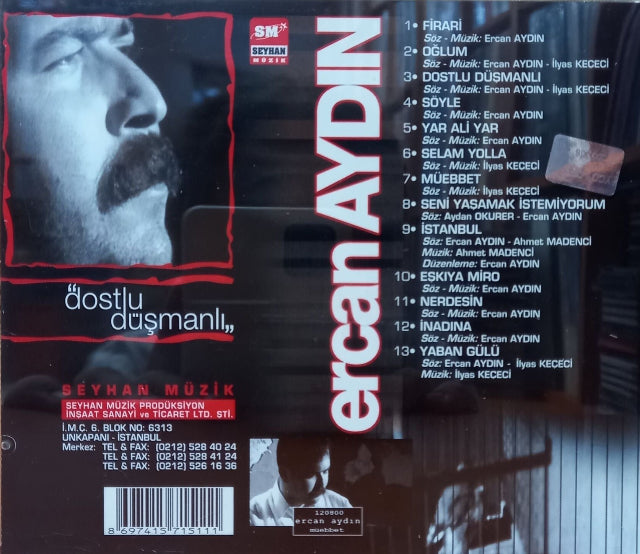 SM
SEYHAN
MÜZİK
ercan AYDIN
1• FİRARİ
Söz - Müzik: Ercan AYDIN
2• OĞLUM
Söz - Müzik: Ercan AYDIN - İlyas KEÇECİ
3• DOSTLU DÜŞMANLI
Söz - Müzik: Ercan AYDIN - İlyas KEÇECİ
4• SÖYLE
Söz - Müzik: Ercan AYDIN
5• YAR ALİ YAR
Söz - Müzik: Ercan AYDIN
6• SELAM YOLLA
Söz - Müzik: İlyas KEÇECİ
7• MÜEBBET
Söz - Müzik: İlyas KEÇECİ
8• SENİ YAŞAMAK İSTEMİYORUM
Söz: Aydan OKURER - Ercan AYDIN
9• İSTANBUL
Söz: Ercan AYDIN - Ahmet MADENCİ
Müzik: Ahmet MADENCİ
Düzenleme: Ercan AYDIN
10• EŞKIYA MİRO
Söz - Müzik: Ercan AYDIN
11• NERDESİN
Söz - Müzik: Ercan AYDIN
12• İNADINA
Söz - Müzik: Ercan AYDIN
13• YABAN GÜLÜ
Söz: Ercan AYDIN - İlyas KEÇECİ
Müzik: İlyas KEÇECİ
"dostlu
düşmanlı"
SEYHAN MÜZİK
SEYHAN MÜZİK PRODÜKSİYON
İNŞAAT SANAYİ ve TİCARET LTD. ŞTİ.
İ.M.Ç. 6. BLOK NO: 6313
UNKAPANI - İSTANBUL
Merkez: TEL & FAX: (0212) 528 40 24
TEL & FAX: (0212) 528 41 24
TEL & FAX: (0212) 526 16 36
8 697415 715111
120800
ercan aydın
müebbet